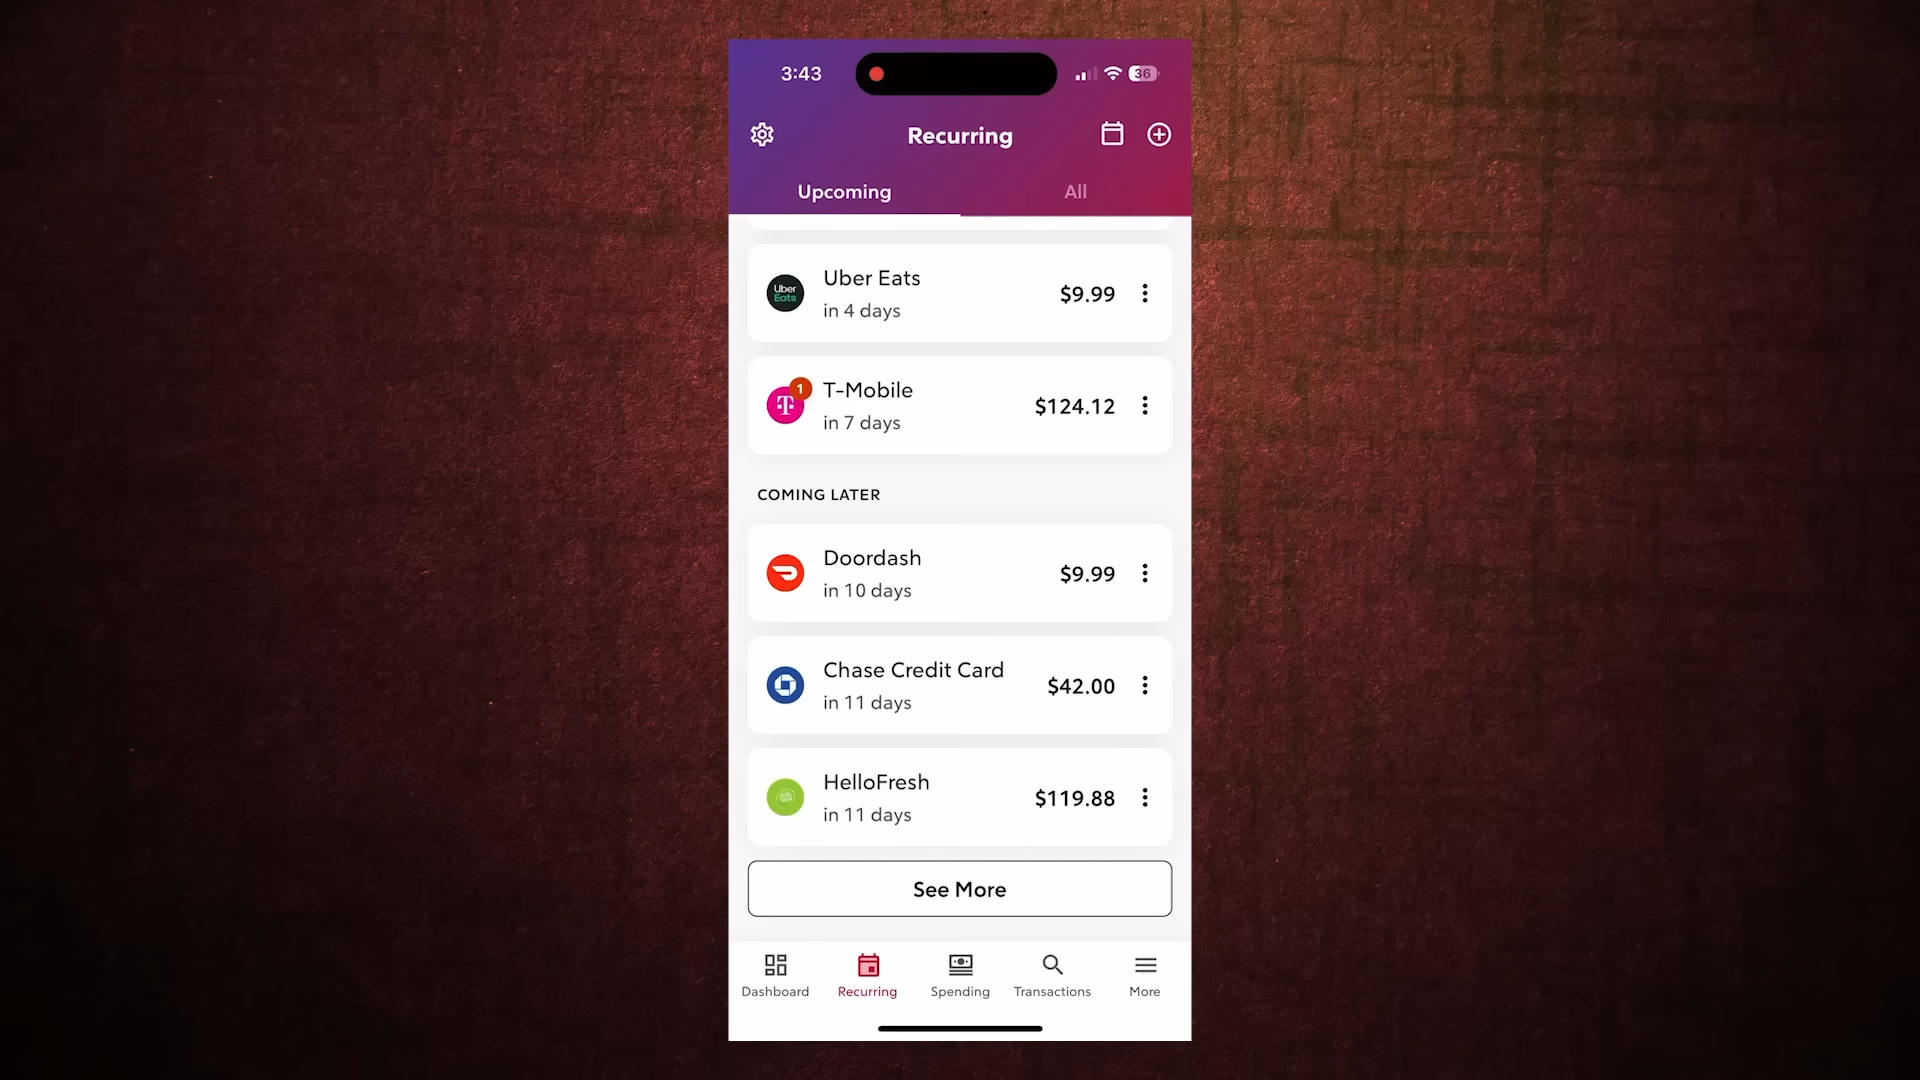 3:43
36
Recurring
Upcoming
All
Uber Eats
Uber Eats
in 4 days
$9.99
1
T
T-Mobile
in 7 days
$124.12
COMING LATER
Doordash
in 10 days
$9.99
Chase Credit Card
in 11 days
$42.00
HelloFresh
in 11 days
$119.88
See More
Dashboard
Recurring
Spending
Transactions
More